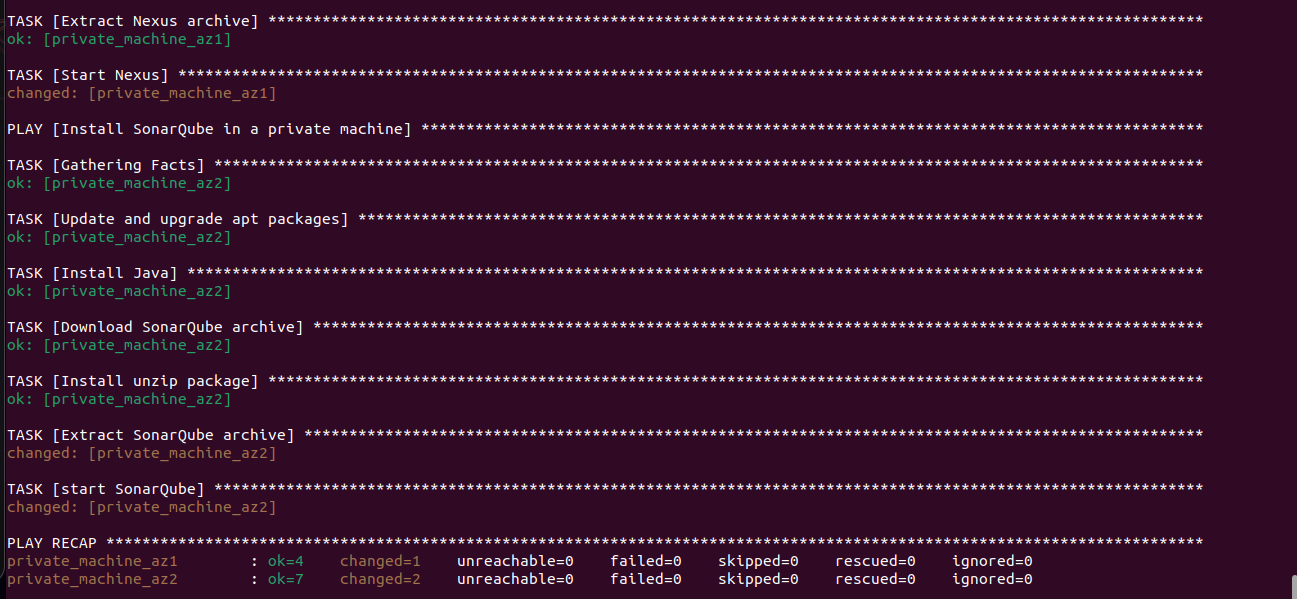 TASK [Extract Nexus archive] ********************************************************************************************************
ok: [private_machine_az1]
TASK [Start Nexus] ******************************************************************************************************************
changed: [private_machine_az1]
PLAY [Install SonarQube in a private machine] ***************************************************************************************
TASK [Gathering Facts] **************************************************************************************************************
ok: [private_machine_az2]
TASK [Update and upgrade apt packages] **********************************************************************************************
ok: [private_machine_az2]
TASK [Install Java] *****************************************************************************************************************
ok: [private_machine_az2]
TASK [Download SonarQube archive] ***************************************************************************************************
ok: [private_machine_az2]
TASK [Install unzip package] ********************************************************************************************************
ok: [private_machine_az2]
TASK [Extract SonarQube archive] ****************************************************************************************************
changed: [private_machine_az2]
TASK [start SonarQube] **************************************************************************************************************
changed: [private_machine_az2]
PLAY RECAP **************************************************************************************************************************
private_machine_az1        : ok=4    changed=1    unreachable=0    failed=0    skipped=0    rescued=0    ignored=0
private_machine_az2        : ok=7    changed=2    unreachable=0    failed=0    skipped=0    rescued=0    ignored=0